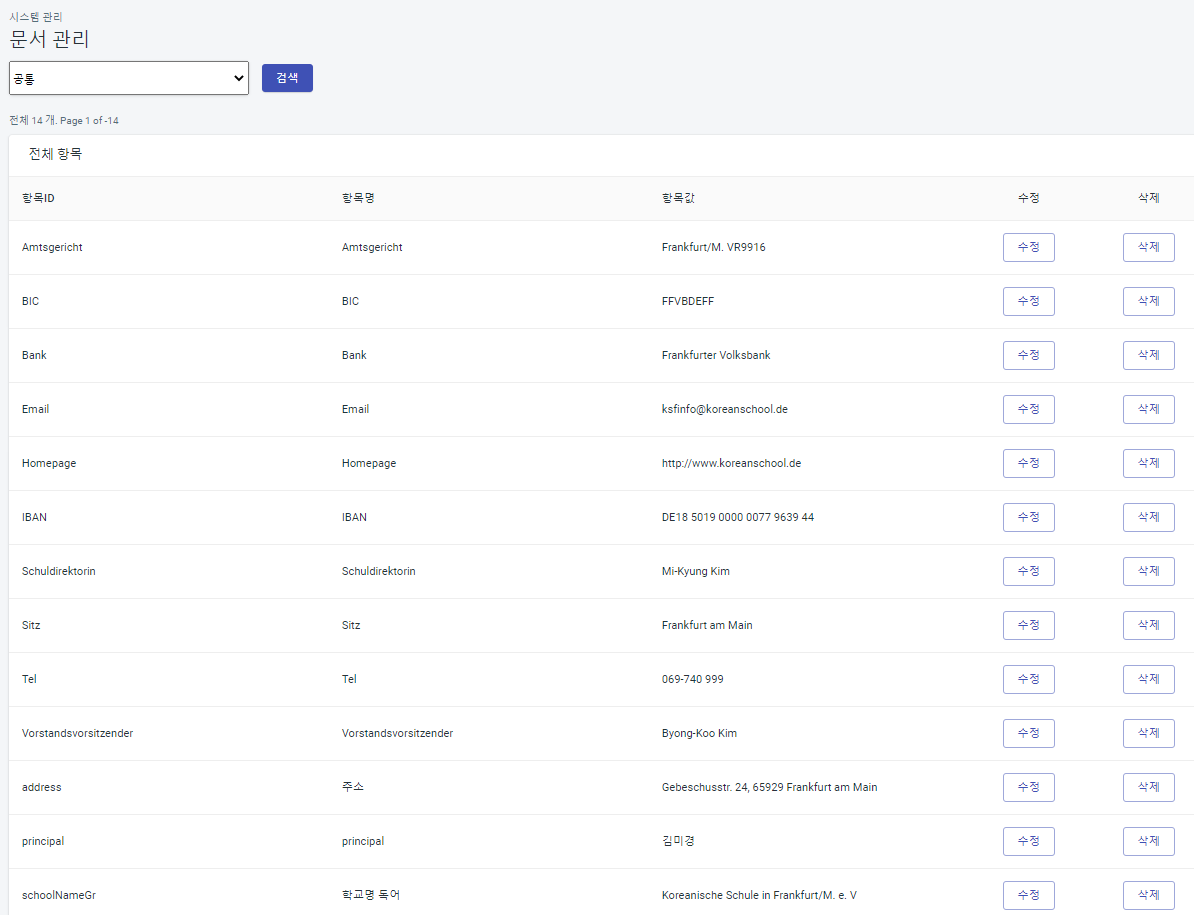 시스템 관리
문서 관리
공통 검색
전체 14 개. Page 1 of -14
전체 항목
항목ID 항목명 항목값 수정 삭제
Amtsgericht Amtsgericht Frankfurt/M. VR9916 수정 삭제
BIC BIC FFVBDEFF 수정 삭제
Bank Bank Frankfurter Volksbank 수정 삭제
Email Email ksfinfo@koreanschool.de 수정 삭제
Homepage Homepage http://www.koreanschool.de 수정 삭제
IBAN IBAN DE18 5019 0000 0077 9639 44 수정 삭제
Schuldirektorin Schuldirektorin Mi-Kyung Kim 수정 삭제
Sitz Sitz Frankfurt am Main 수정 삭제
Tel Tel 069-740 999 수정 삭제
Vorstandsvorsitzender Vorstandsvorsitzender Byong-Koo Kim 수정 삭제
address 주소 Gebeschusstr. 24, 65929 Frankfurt am Main 수정 삭제
principal principal 김미경 수정 삭제
schoolNameGr 학교명 독어 Koreanische Schule in Frankfurt/M. e. V 수정 삭제